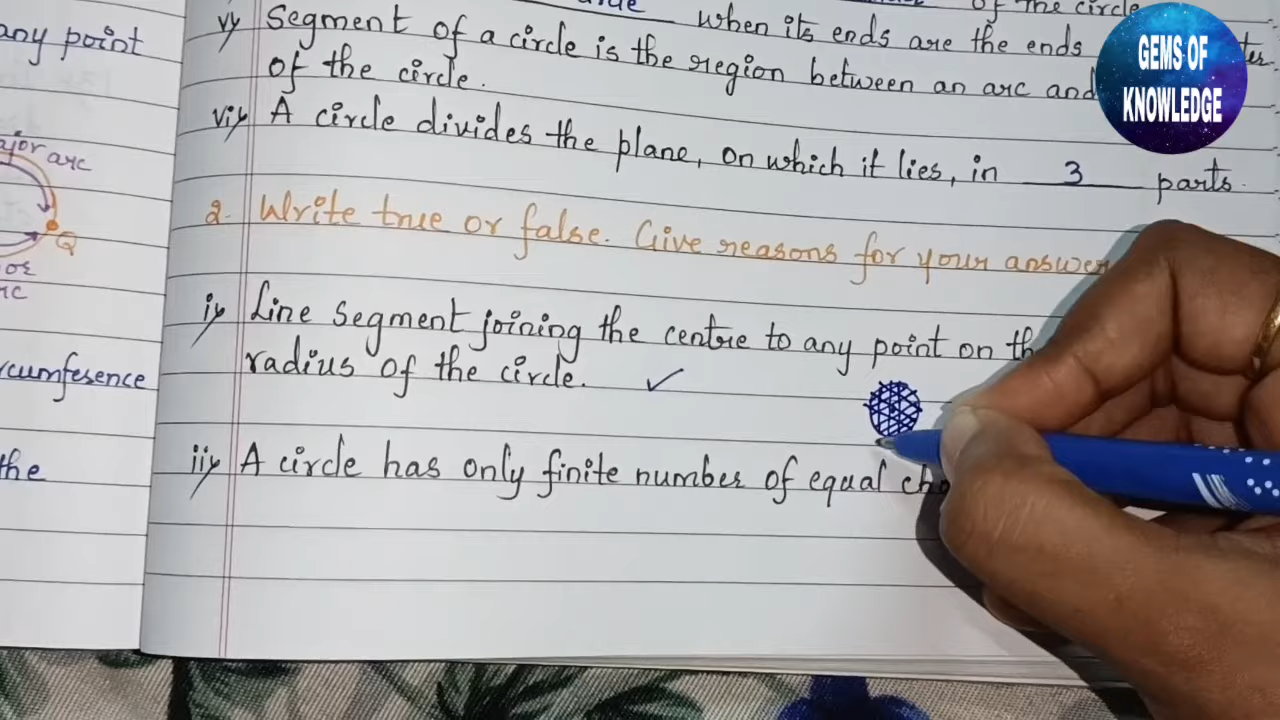 any point
ajor arc
Q
or
rc
cumference
the
of the circle
v) Segment of a circle is the region between an arc and
when its ends are the ends
of the circle.
vi) A circle divides the plane, on which it lies, in 3 parts.
2. Write true or false. Give reasons for your answer
i) Line segment joining the centre to any point on th
radius of the circle. ✓
ii) A circle has only finite number of equal cho
GEMS OF
KNOWLEDGE